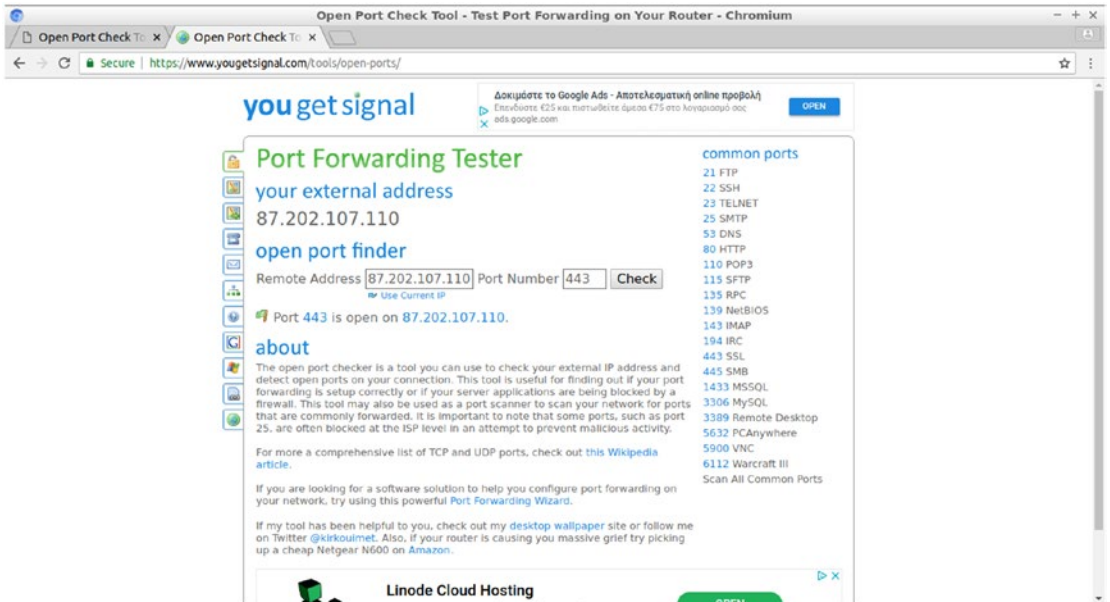 Open Port Check Tool - Test Port Forwarding on Your Router - Chromium
Open Port Check To
Open Port Check To
Secure | https://www.yougetsignal.com/tools/open-ports/
you get signal
Δοκιμάστε το Google Ads - Αποτελεσματική online προβολή
Επενδύστε €25 και πιστωθείτε άμεσα €75 στο λογαριασμό σας
ads.google.com
OPEN
Port Forwarding Tester
your external address
87.202.107.110
open port finder
Remote Address 87.202.107.110 Port Number 443 Check
Use Current IP
Port 443 is open on 87.202.107.110.
about
The open port checker is a tool you can use to check your external IP address and
detect open ports on your connection. This tool is useful for finding out if your port
forwarding is setup correctly or if your server applications are being blocked by a
firewall. This tool may also be used as a port scanner to scan your network for ports
that are commonly forwarded. It is important to note that some ports, such as port
25, are often blocked at the ISP level in an attempt to prevent malicious activity.
For more a comprehensive list of TCP and UDP ports, check out this Wikipedia
article.
If you are looking for a software solution to help you configure port forwarding on
your network, try using this powerful Port Forwarding Wizard.
If my tool has been helpful to you, check out my desktop wallpaper site or follow me
on Twitter @kirkouimet. Also, if your router is causing you massive grief try picking
up a cheap Netgear N600 on Amazon.
common ports
21 FTP
22 SSH
23 TELNET
25 SMTP
53 DNS
80 HTTP
110 POP3
115 SFTP
135 RPC
139 NetBIOS
143 IMAP
194 IRC
443 SSL
445 SMB
1433 MSSQL
3306 MySQL
3389 Remote Desktop
5632 PCAnywhere
5900 VNC
6112 Warcraft III
Scan All Common Ports
Linode Cloud Hosting
OPEN